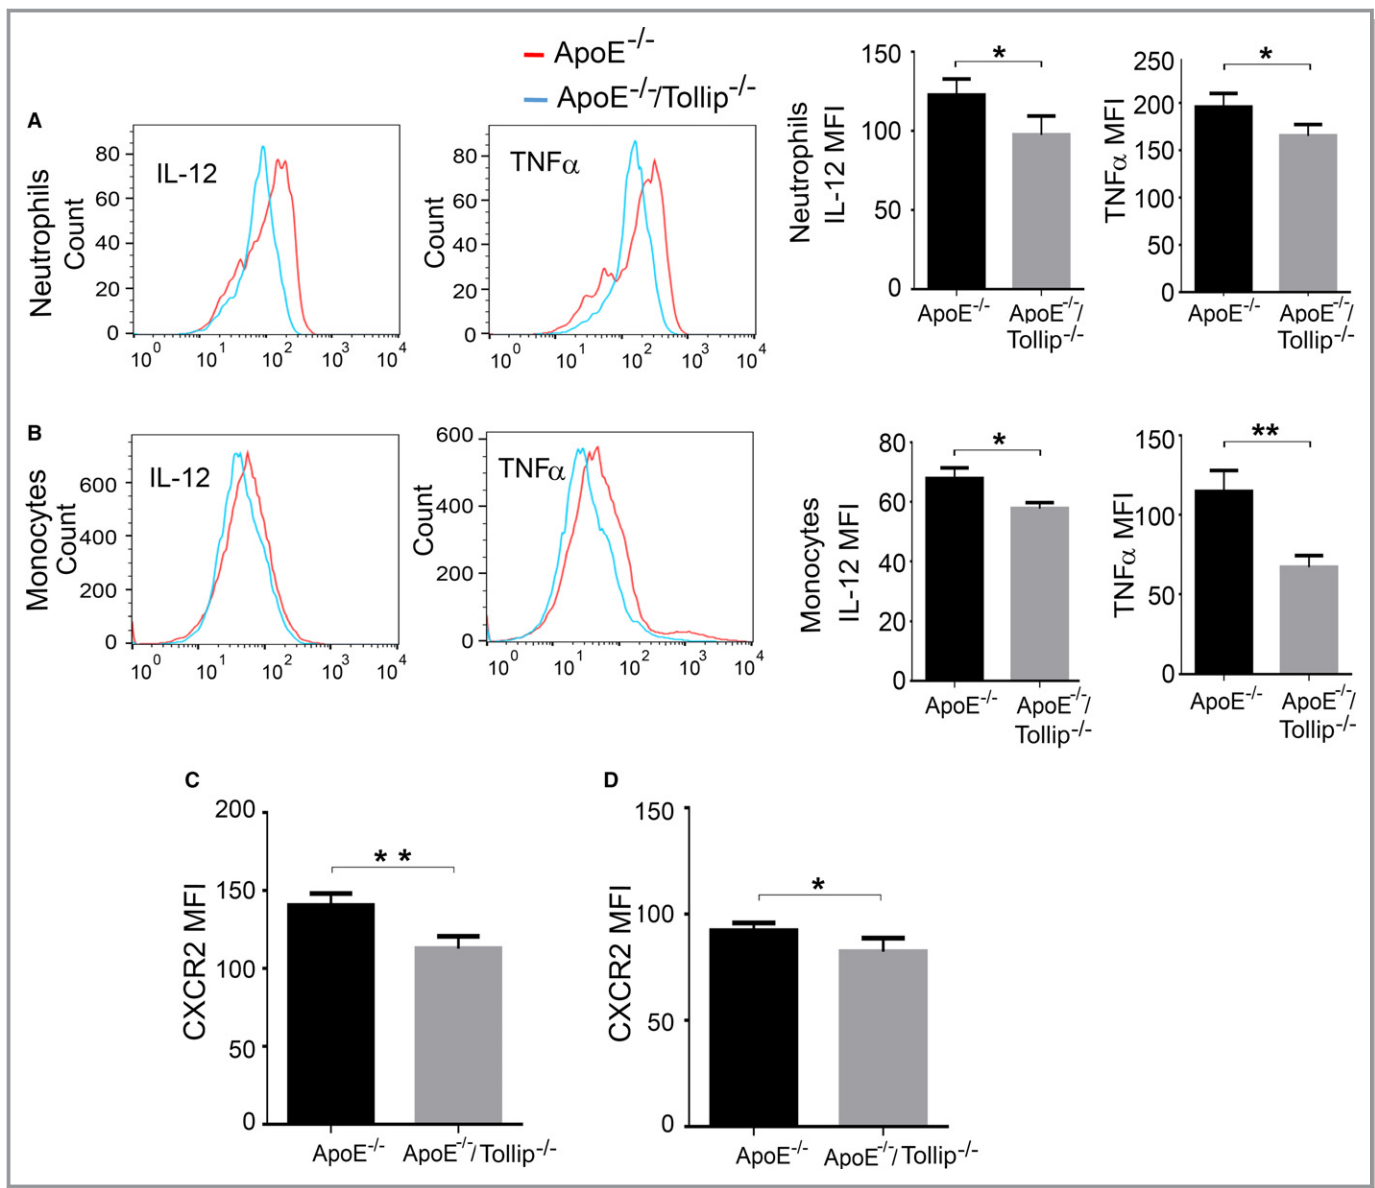 ApoE-/-
ApoE-/-/Tollip-/-
A
Neutrophils
Count
80
60
40
20
0
IL-12
10^0 10^1 10^2 10^3 10^4
Count
80
60
40
20
0
TNFα
10^0 10^1 10^2 10^3 10^4
Neutrophils
IL-12 MFI
150
100
50
0
*
ApoE-/- ApoE-/-/
Tollip-/-
TNFα MFI
250
200
150
100
50
0
*
ApoE-/- ApoE-/-/
Tollip-/-
B
Monocytes
Count
600
400
200
0
IL-12
10^0 10^1 10^2 10^3 10^4
Count
600
400
200
0
TNFα
10^0 10^1 10^2 10^3 10^4
Monocytes
IL-12 MFI
80
60
40
20
0
*
ApoE-/- ApoE-/-/
Tollip-/-
TNFα MFI
150
100
50
0
**
ApoE-/- ApoE-/-/
Tollip-/-
C
CXCR2 MFI
200
150
100
50
0
* *
ApoE-/- ApoE-/-/Tollip-/-
D
CXCR2 MFI
150
100
50
0
*
ApoE-/- ApoE-/-/Tollip-/-